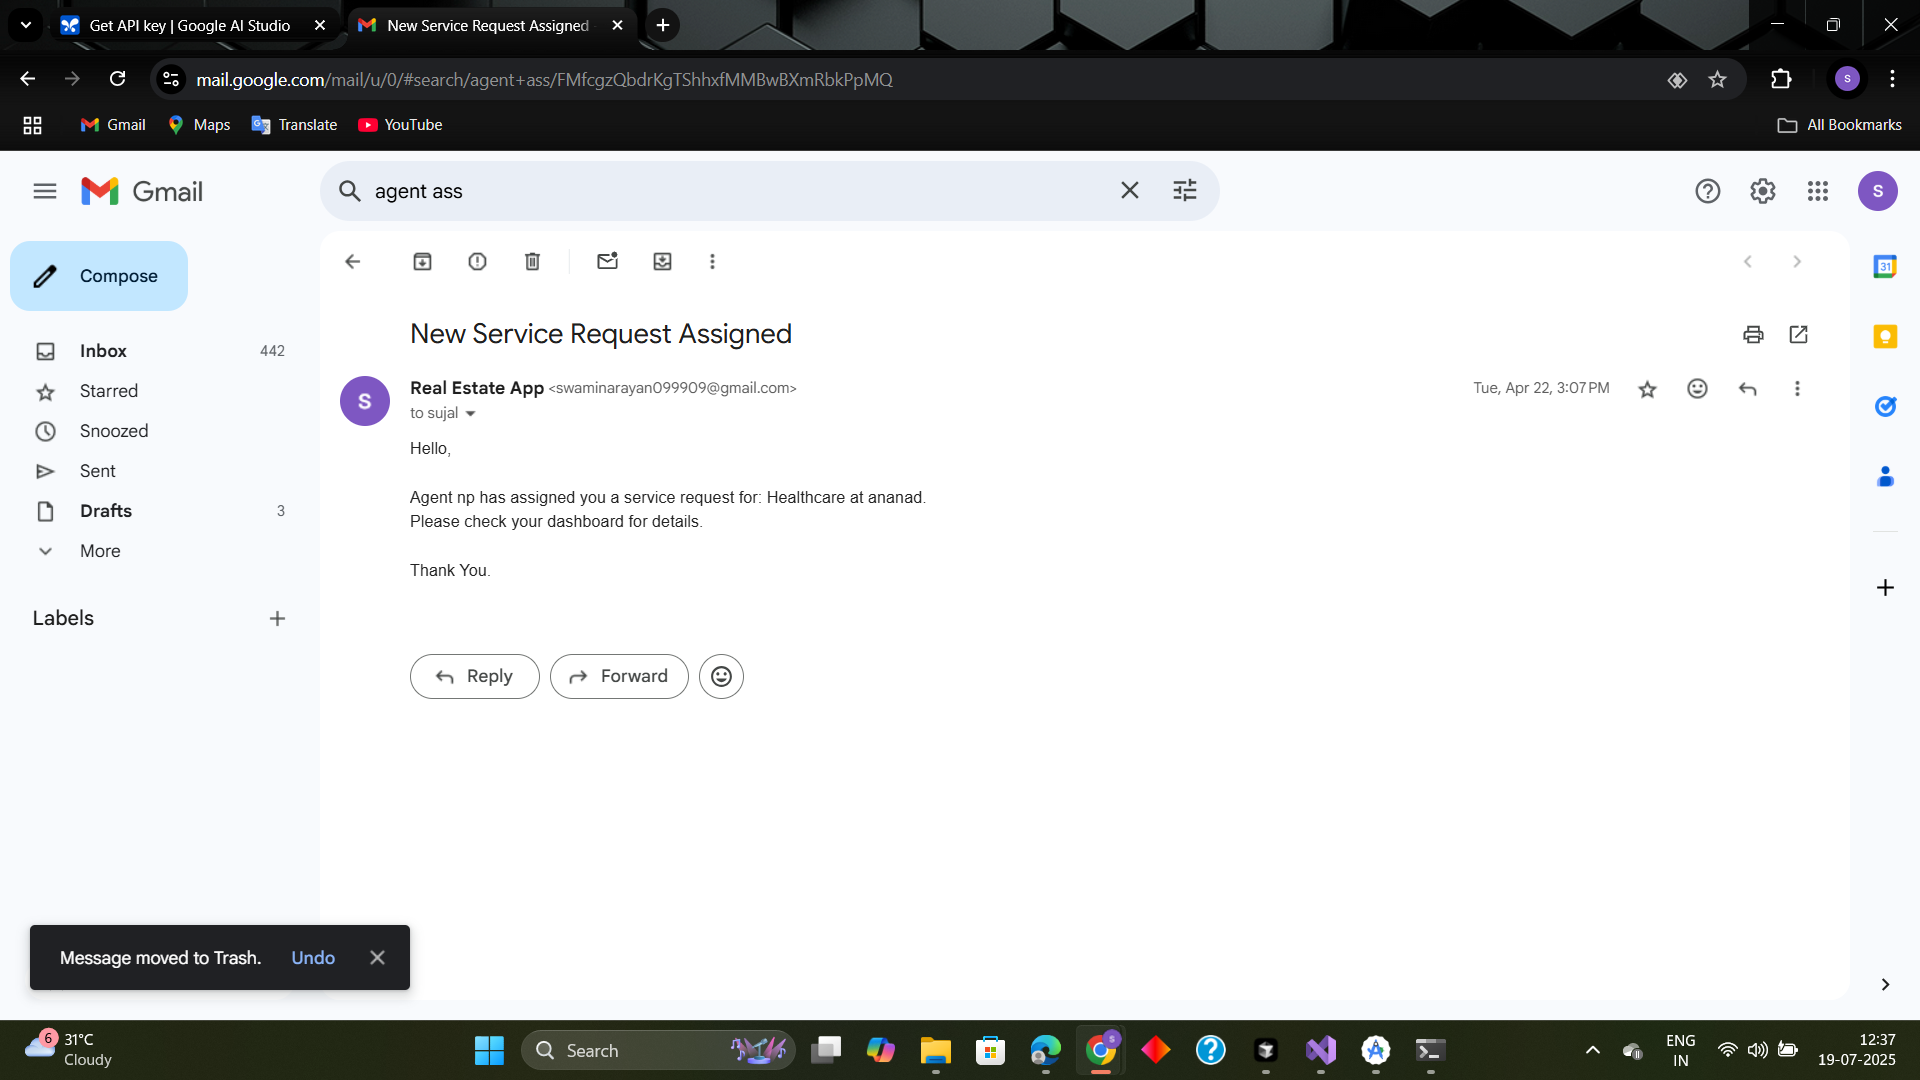 Get API key | Google AI Studio
New Service Request Assigned
mail.google.com/mail/u/0/#search/agent+ass/FMfcgzQbdrKgTShhxfMMBwBXmRbkPpMQ
S
Gmail
Maps
Translate
YouTube
All Bookmarks
Gmail
agent ass
S
Compose
Inbox 442
Starred
Snoozed
Sent
Drafts 3
More
Labels
New Service Request Assigned
S
Real Estate App <swaminarayan099909@gmail.com>
Tue, Apr 22, 3:07 PM
to sujal
Hello,
Agent np has assigned you a service request for: Healthcare at ananad.
Please check your dashboard for details.
Thank You.
Reply
Forward
31
Message moved to Trash. Undo
6
31°C
Cloudy
Search
S
ENG
IN
12:37
19-07-2025